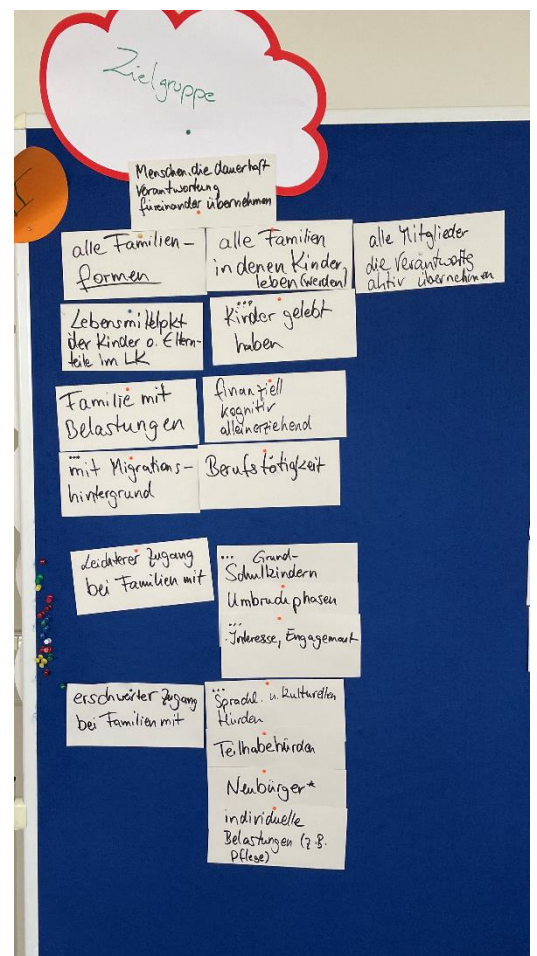 Zielgruppe
Menschen, die dauerhaft
Verantwortung
füreinander übernehmen
alle Familien-
formen
alle Familien
in denen Kinder
leben (werden)
alle Mitglieder
die Verantwortg
aktiv übernehmen
Lebensmittelpkt
der Kinder o. Eltern-
teile im LK
... Kinder gelebt
haben
Familie mit
Belastungen
finanziell
kognitiv
alleinerziehend
... mit Migrations-
hintergrund
Berufstätigkeit
Leichterer Zugang
bei Familien mit
... Grund-
Schulkindern
Umbruchphasen
... Interesse, Engagement
erschwerter Zugang
bei Familien mit
... Sprachl. u. kulturellen
Hürden
Teilhabehürden
Neubürger*
individuelle
Belastungen (z.B.
Pflege)